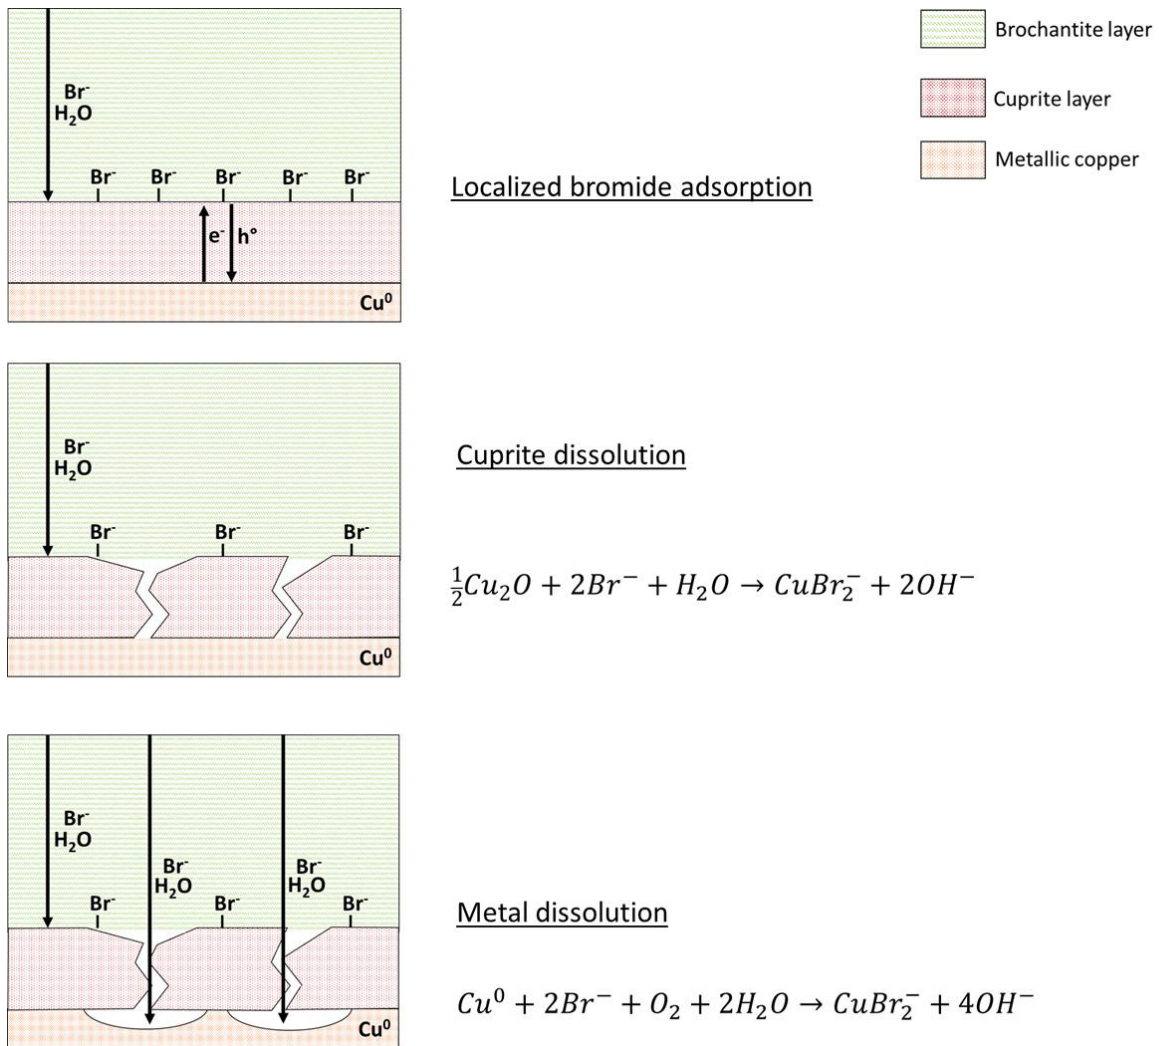 Br⁻
H₂O
Br⁻ Br⁻ Br⁻ Br⁻ Br⁻
e⁻ h°
Cu⁰
Localized bromide adsorption
Brochantite layer
Cuprite layer
Metallic copper
Br⁻
H₂O
Br⁻ Br⁻ Br⁻
Cu⁰
Cuprite dissolution
½Cu₂O + 2Br⁻ + H₂O → CuBr₂⁻ + 2OH⁻
Br⁻
H₂O
Br⁻
H₂O
Br⁻
H₂O
Br⁻ Br⁻ Br⁻
Cu⁰
Metal dissolution
Cu⁰ + 2Br⁻ + O₂ + 2H₂O → CuBr₂⁻ + 4OH⁻